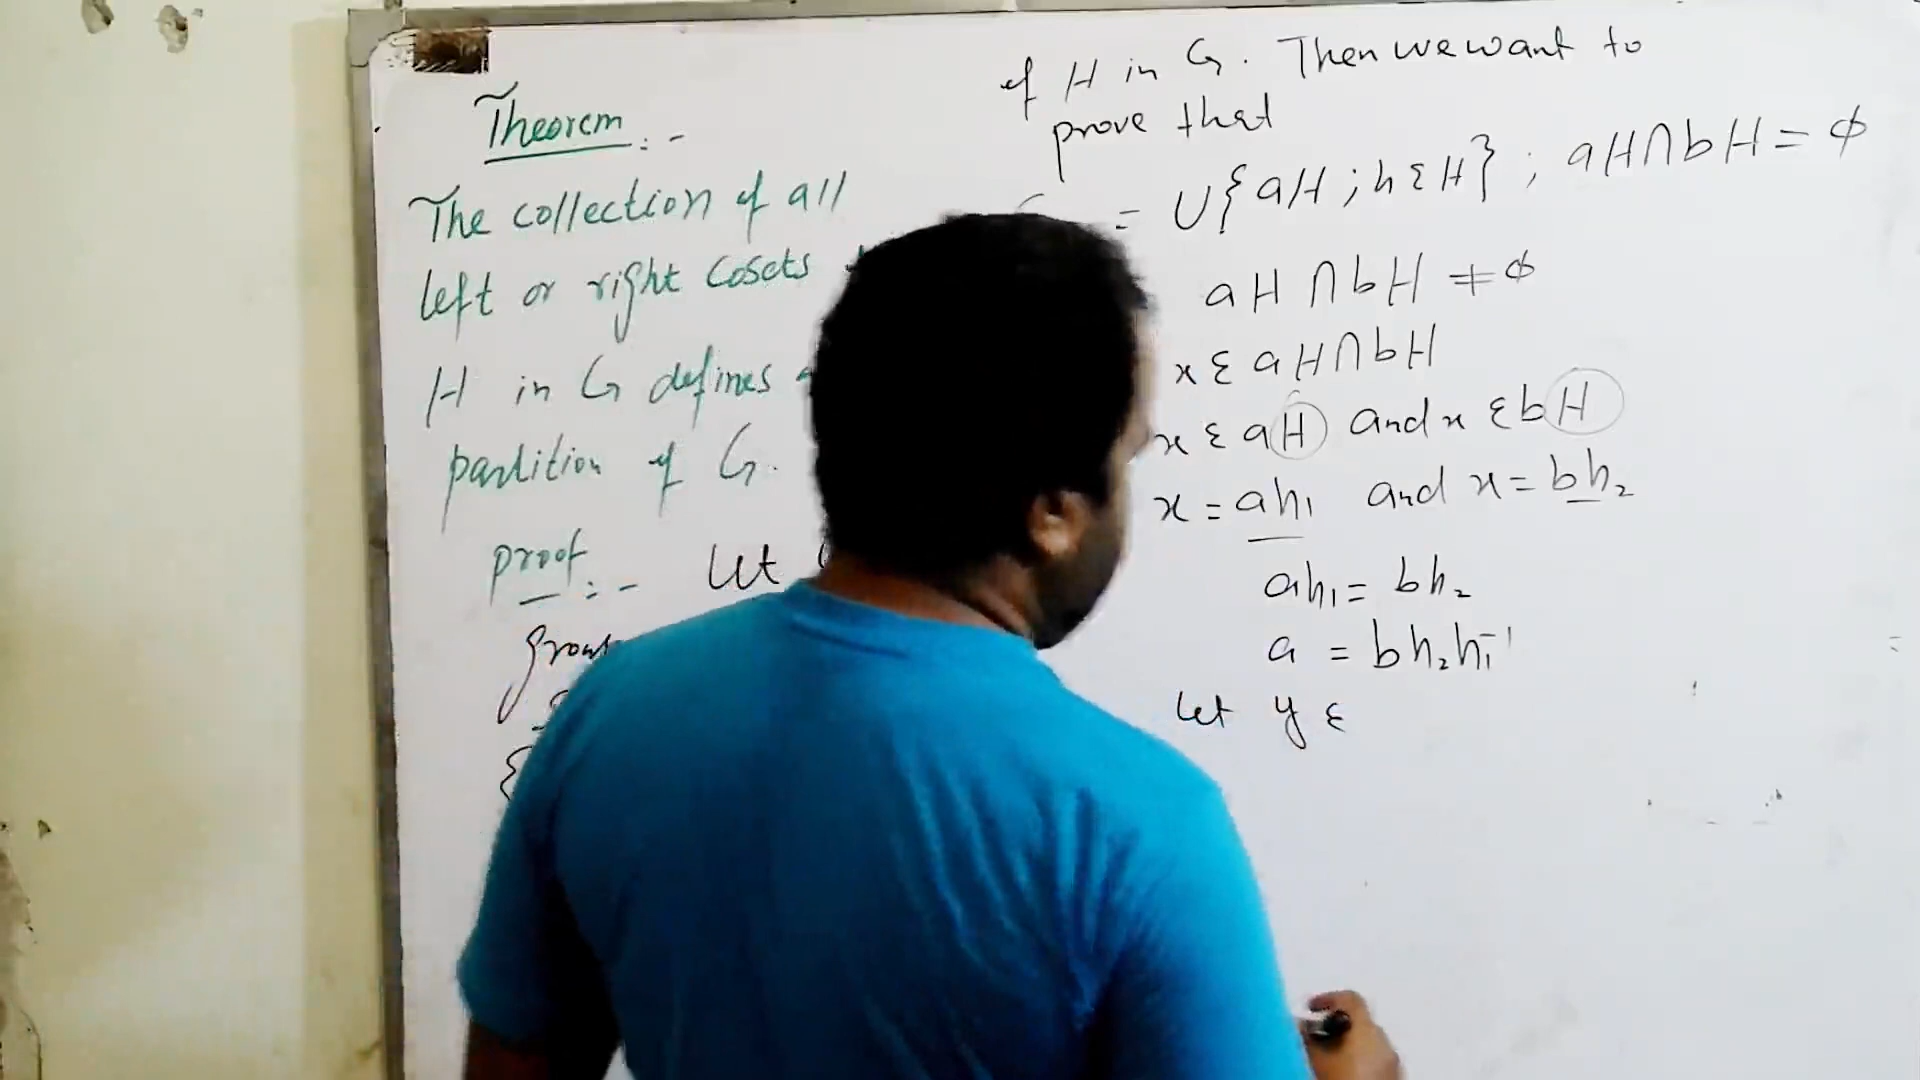 Theorem :-
The collection of all
left or right cosets
H in G defines
partition of G.
proof :- Let
of H in G. Then we want to
prove that
= U{aH ; h ε H} ; aH∩bH = ϕ
aH∩bH ≠ ϕ
x ε aH∩bH
x ε aH and x ε bH
x = ah₁ and x = bh₂
ah₁ = bh₂
a = bh₂h₁⁻¹
Let y ε